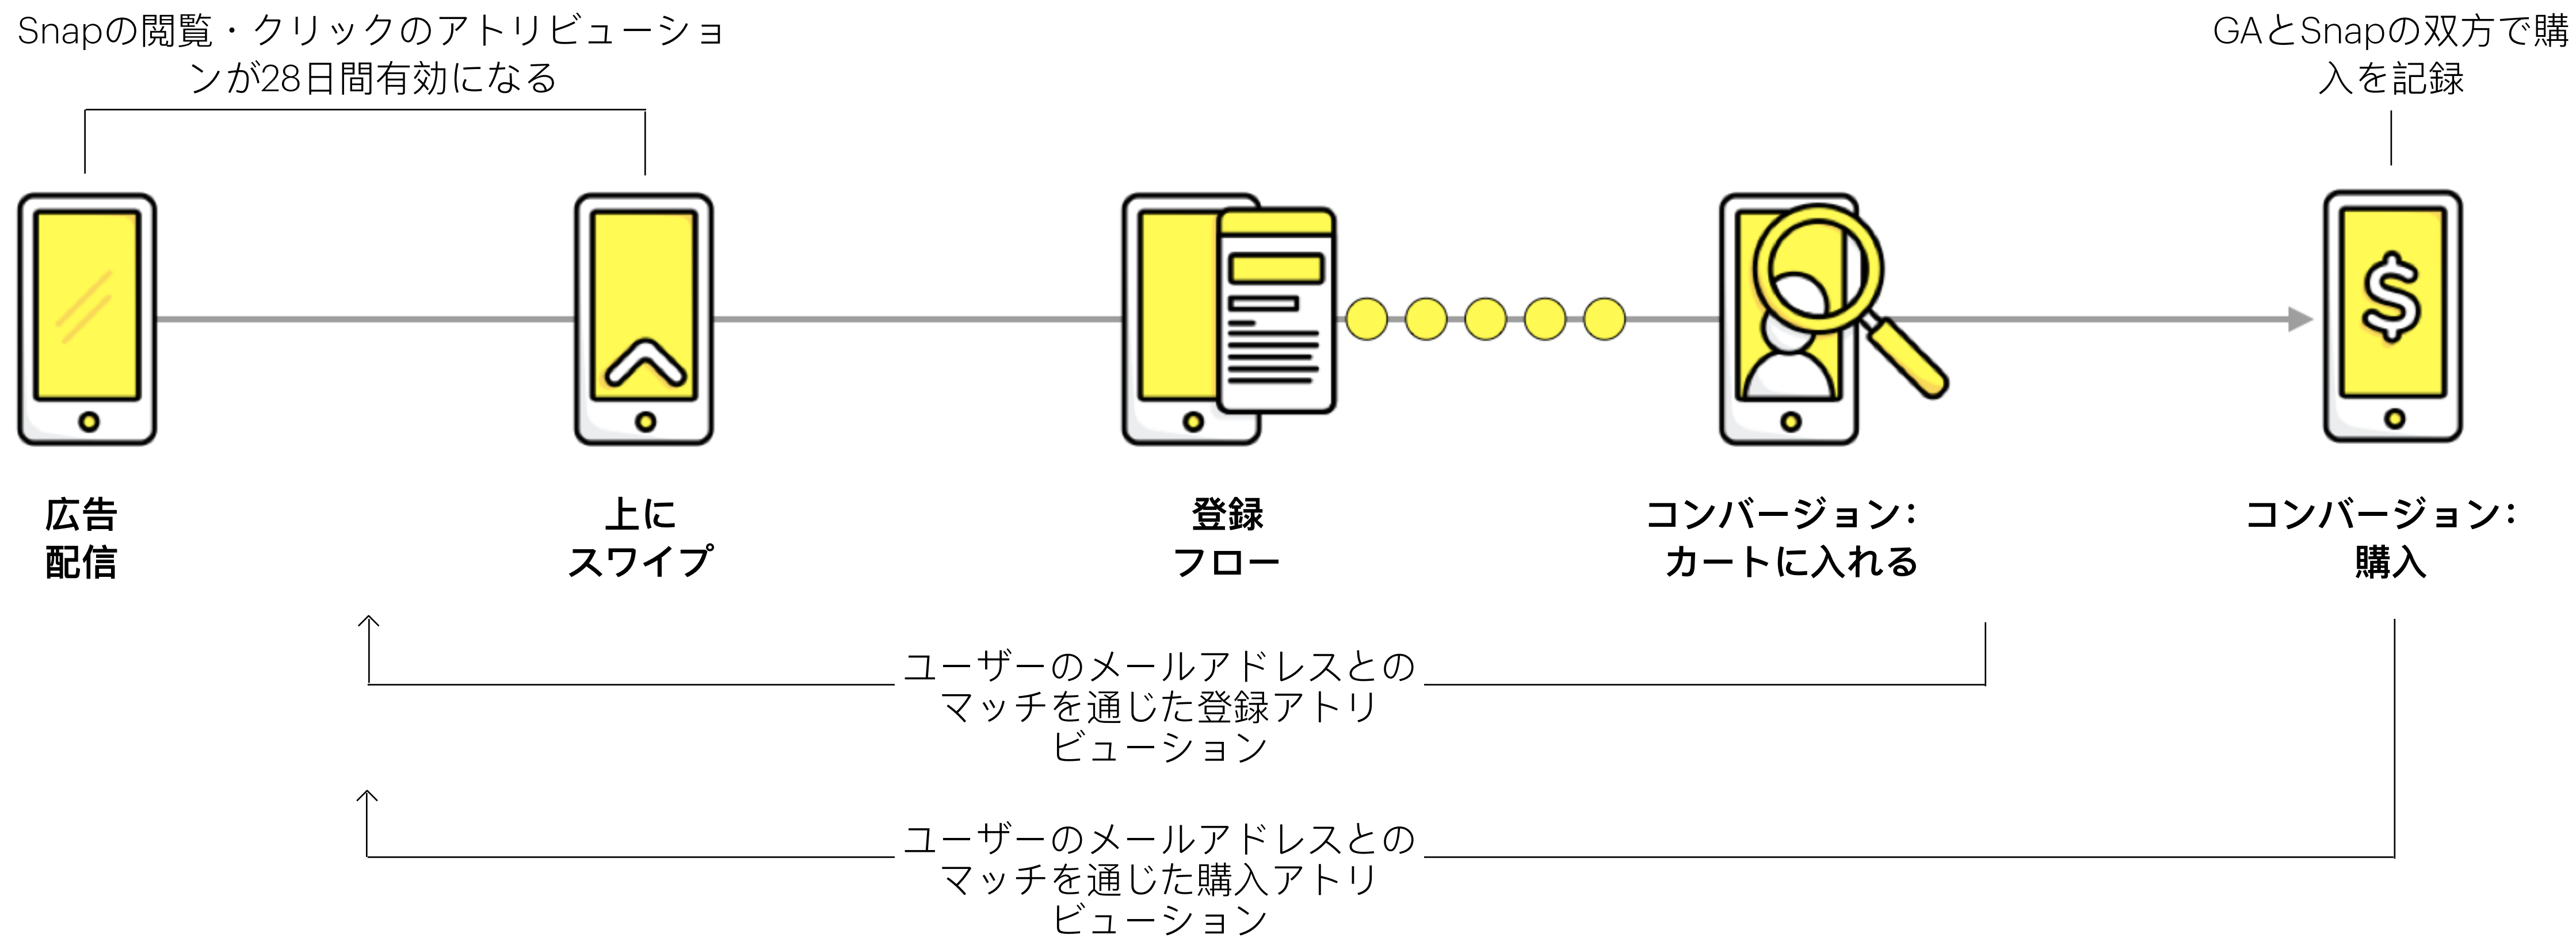 Snapの閲覧・クリックのアトリビューショ
ンが28日間有効になる
GAとSnapの双方で購
入を記録
広告
配信
上に
スワイプ
登録
フロー
コンバージョン：
カートに入れる
コンバージョン：
購入
ユーザーのメールアドレスとの
マッチを通じた登録アトリ
ビューション
ユーザーのメールアドレスとの
マッチを通じた購入アトリ
ビューション